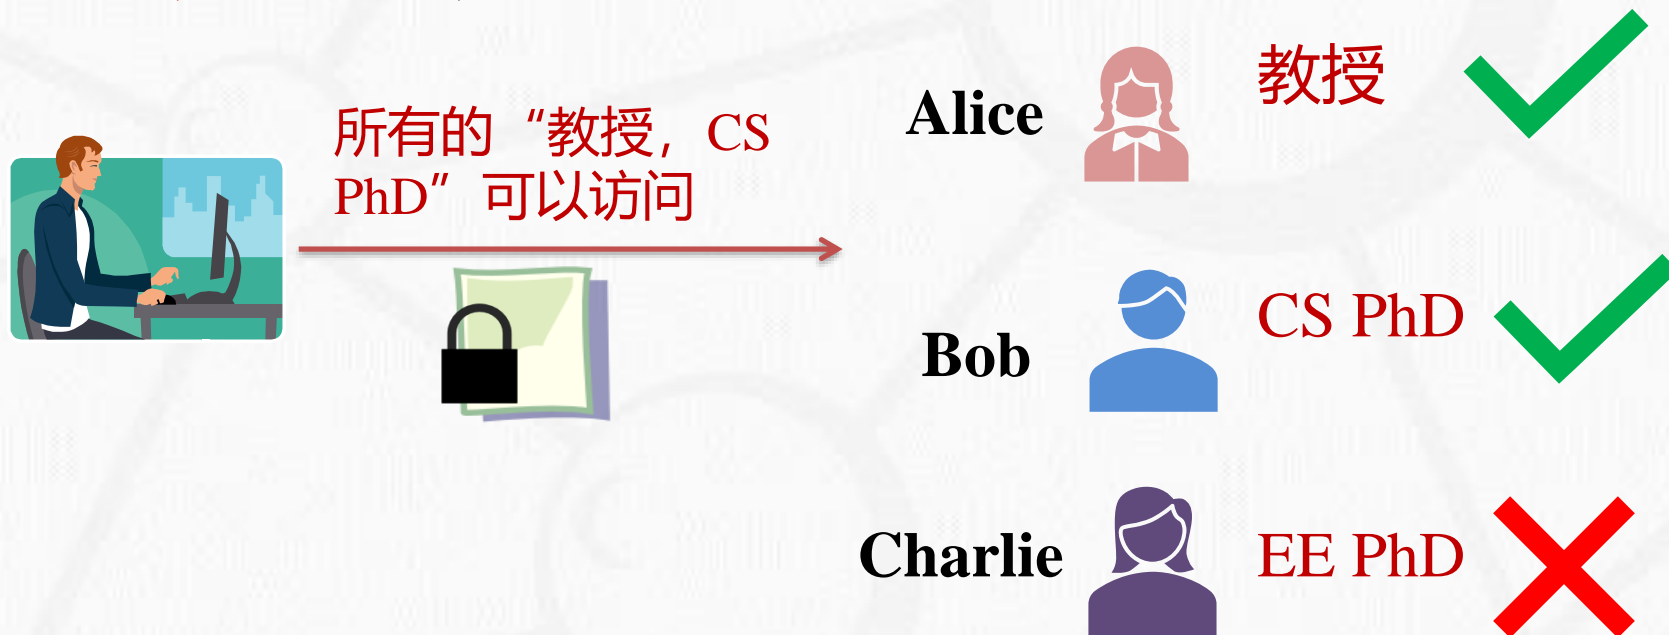 所有的“教授，CS
PhD”可以访问
Alice
教授
Bob
CS PhD
Charlie
EE PhD